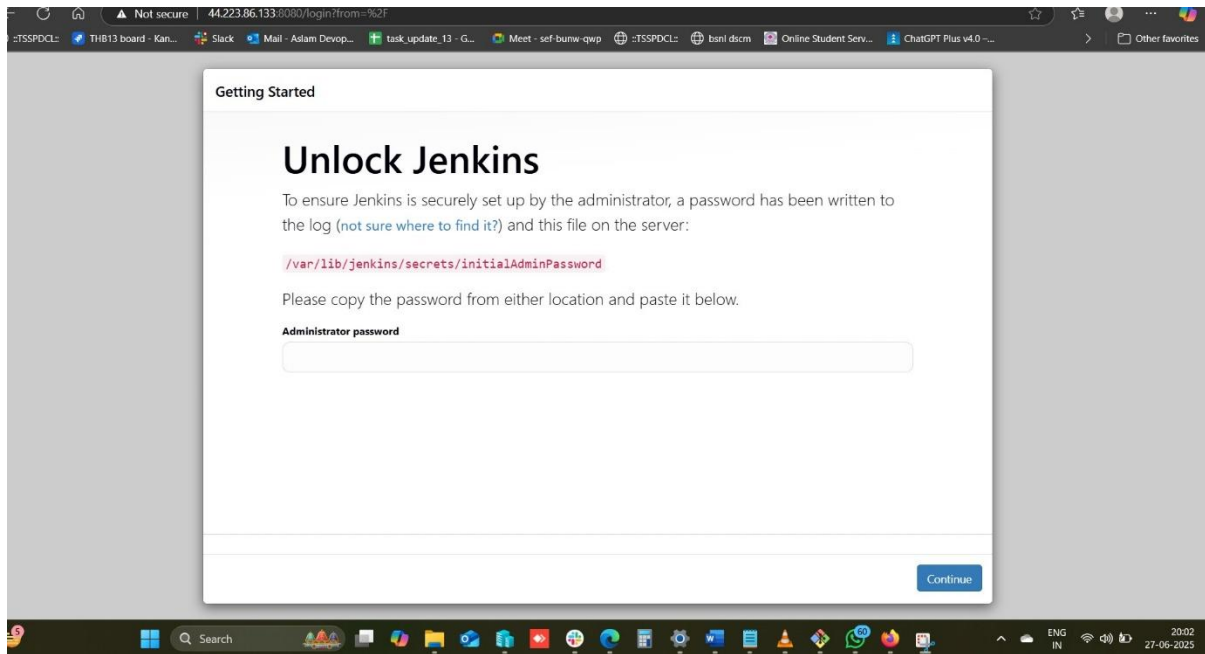 Not secure 44.223.86.133:8080/login?from=%2F
::TSSPDCL:: THB13 board - Kan... Slack Mail - Aslam Devop... task_update_13 - G... Meet - sef-bunw-qwp ::TSSPDCL:: bsnl dscm Online Student Serv... ChatGPT Plus v4.0 –... Other favorites
Getting Started
Unlock Jenkins
To ensure Jenkins is securely set up by the administrator, a password has been written to
the log (not sure where to find it?) and this file on the server:
/var/lib/jenkins/secrets/initialAdminPassword
Please copy the password from either location and paste it below.
Administrator password
Continue
5
Search
60
ENG
IN
20:02
27-06-2025